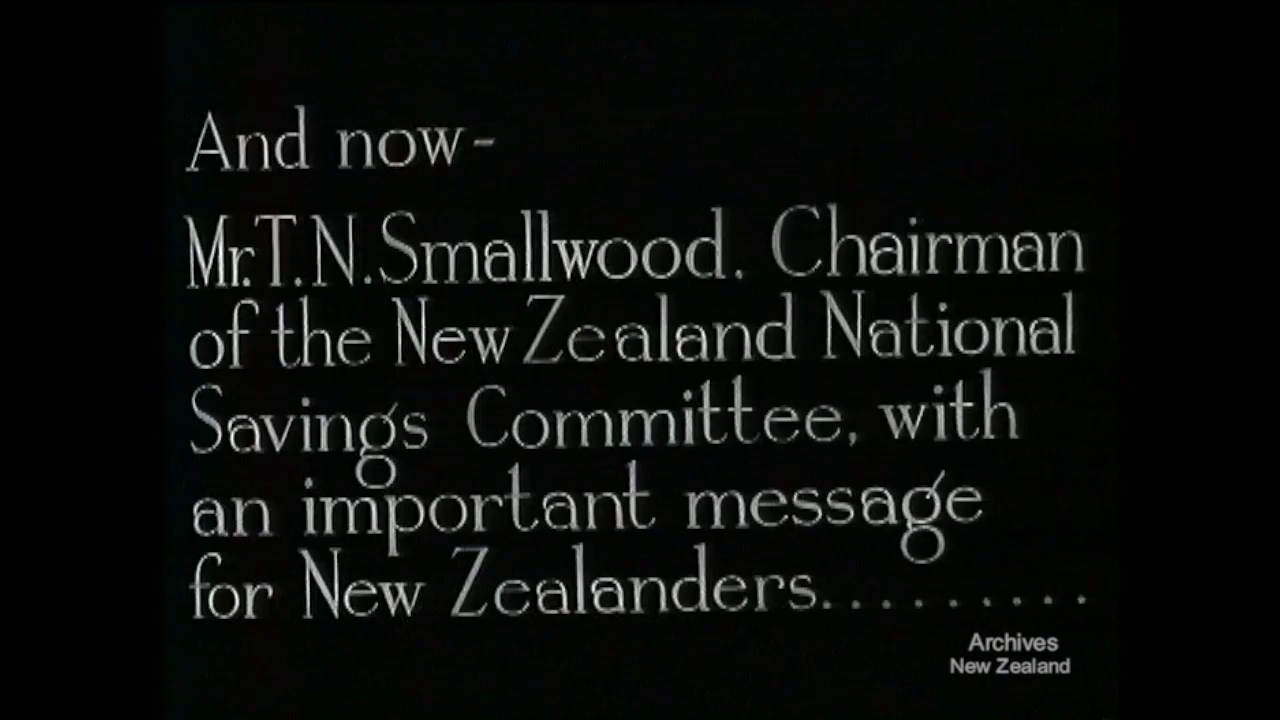 And now-
Mr. T. N. Smallwood. Chairman
of the New Zealand National
Savings Committee, with
an important message
for New Zealanders..........
Archives
New Zealand